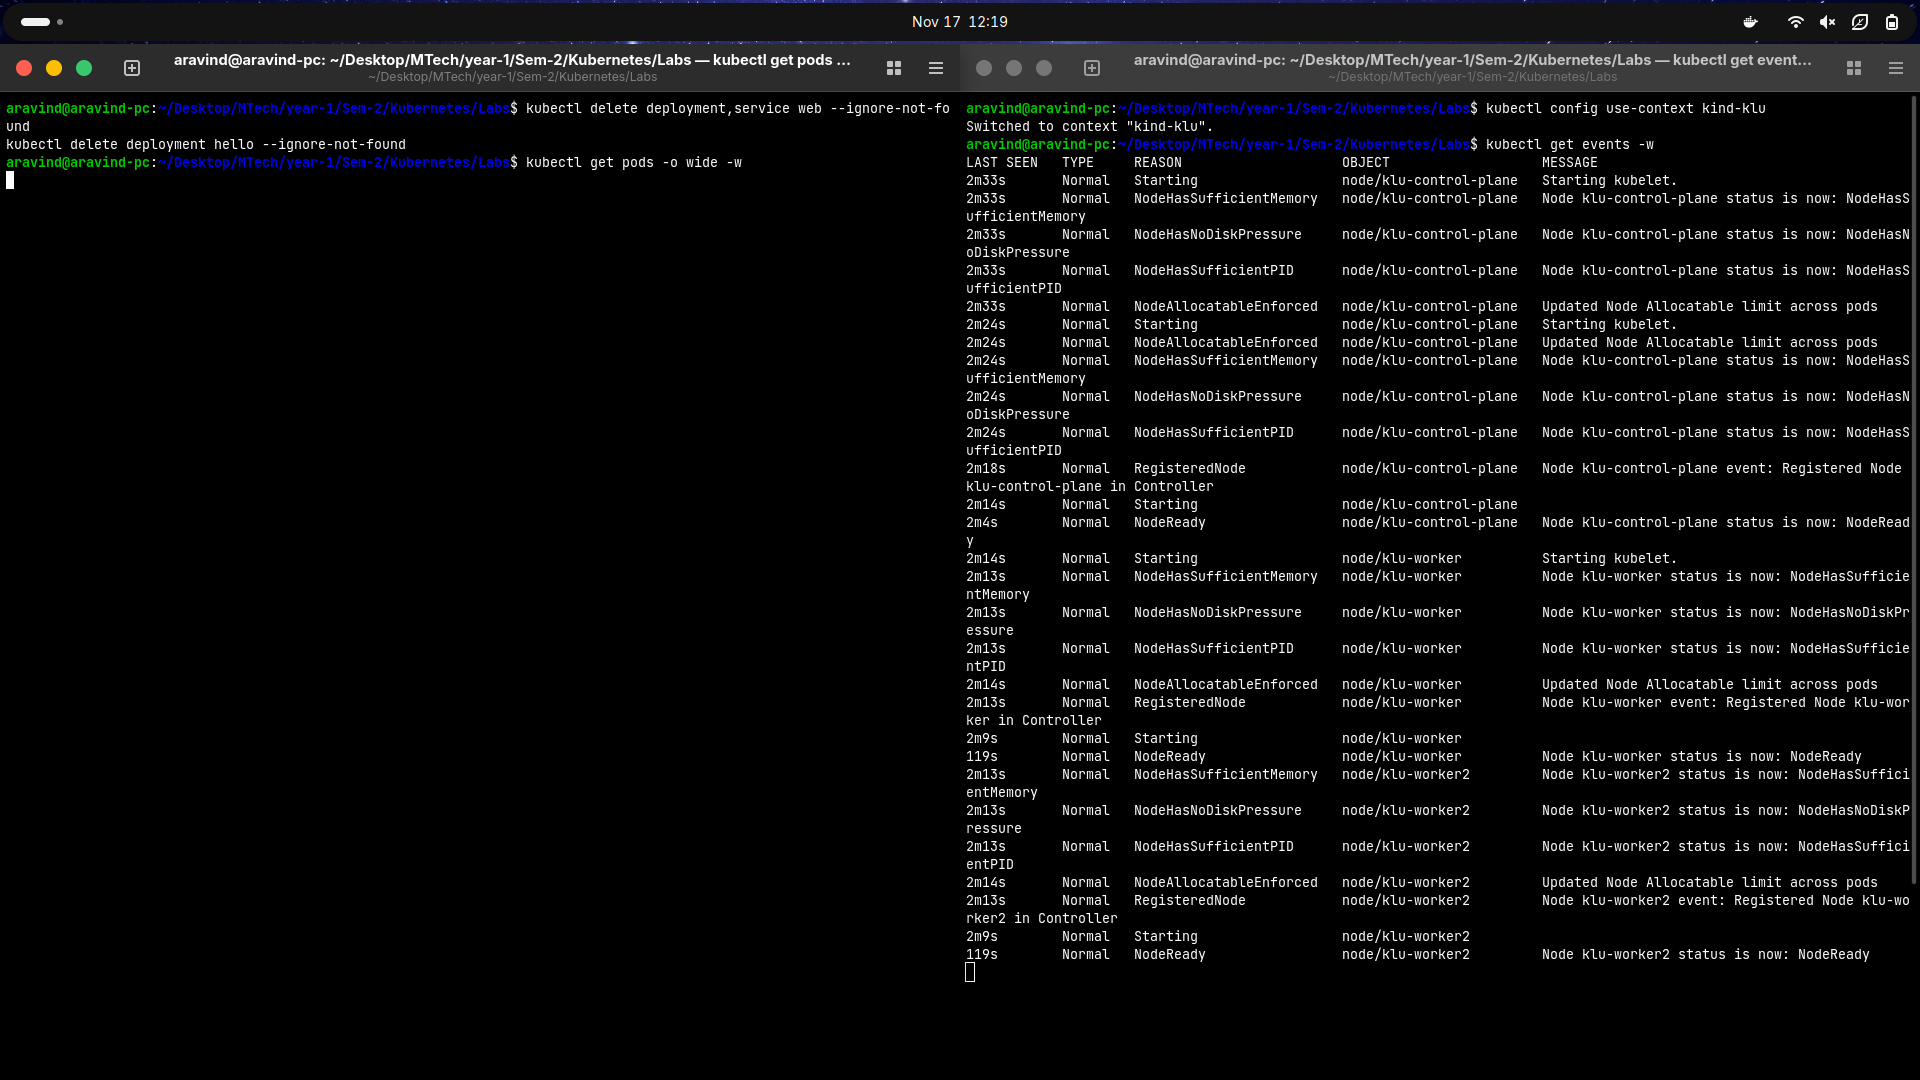 Nov 17 12:19
aravind@aravind-pc: ~/Desktop/MTech/year-1/Sem-2/Kubernetes/Labs — kubectl get pods ...
~/Desktop/MTech/year-1/Sem-2/Kubernetes/Labs
aravind@aravind-pc:~/Desktop/MTech/year-1/Sem-2/Kubernetes/Labs$ kubectl delete deployment,service web --ignore-not-fo
und
kubectl delete deployment hello --ignore-not-found
aravind@aravind-pc:~/Desktop/MTech/year-1/Sem-2/Kubernetes/Labs$ kubectl get pods -o wide -w
aravind@aravind-pc: ~/Desktop/MTech/year-1/Sem-2/Kubernetes/Labs — kubectl get event...
~/Desktop/MTech/year-1/Sem-2/Kubernetes/Labs
aravind@aravind-pc:~/Desktop/MTech/year-1/Sem-2/Kubernetes/Labs$ kubectl config use-context kind-klu
Switched to context "kind-klu".
aravind@aravind-pc:~/Desktop/MTech/year-1/Sem-2/Kubernetes/Labs$ kubectl get events -w
LAST SEEN   TYPE     REASON                    OBJECT                   MESSAGE
2m33s       Normal   Starting                  node/klu-control-plane   Starting kubelet.
2m33s       Normal   NodeHasSufficientMemory   node/klu-control-plane   Node klu-control-plane status is now: NodeHasS
ufficientMemory
2m33s       Normal   NodeHasNoDiskPressure     node/klu-control-plane   Node klu-control-plane status is now: NodeHasN
oDiskPressure
2m33s       Normal   NodeHasSufficientPID      node/klu-control-plane   Node klu-control-plane status is now: NodeHasS
ufficientPID
2m33s       Normal   NodeAllocatableEnforced   node/klu-control-plane   Updated Node Allocatable limit across pods
2m24s       Normal   Starting                  node/klu-control-plane   Starting kubelet.
2m24s       Normal   NodeAllocatableEnforced   node/klu-control-plane   Updated Node Allocatable limit across pods
2m24s       Normal   NodeHasSufficientMemory   node/klu-control-plane   Node klu-control-plane status is now: NodeHasS
ufficientMemory
2m24s       Normal   NodeHasNoDiskPressure     node/klu-control-plane   Node klu-control-plane status is now: NodeHasN
oDiskPressure
2m24s       Normal   NodeHasSufficientPID      node/klu-control-plane   Node klu-control-plane status is now: NodeHasS
ufficientPID
2m18s       Normal   RegisteredNode            node/klu-control-plane   Node klu-control-plane event: Registered Node
klu-control-plane in Controller
2m14s       Normal   Starting                  node/klu-control-plane
2m4s        Normal   NodeReady                 node/klu-control-plane   Node klu-control-plane status is now: NodeRead
y
2m14s       Normal   Starting                  node/klu-worker          Starting kubelet.
2m13s       Normal   NodeHasSufficientMemory   node/klu-worker          Node klu-worker status is now: NodeHasSufficie
ntMemory
2m13s       Normal   NodeHasNoDiskPressure     node/klu-worker          Node klu-worker status is now: NodeHasNoDiskPr
essure
2m13s       Normal   NodeHasSufficientPID      node/klu-worker          Node klu-worker status is now: NodeHasSufficie
ntPID
2m14s       Normal   NodeAllocatableEnforced   node/klu-worker          Updated Node Allocatable limit across pods
2m13s       Normal   RegisteredNode            node/klu-worker          Node klu-worker event: Registered Node klu-wor
ker in Controller
2m9s        Normal   Starting                  node/klu-worker
119s        Normal   NodeReady                 node/klu-worker          Node klu-worker status is now: NodeReady
2m13s       Normal   NodeHasSufficientMemory   node/klu-worker2         Node klu-worker2 status is now: NodeHasSuffici
entMemory
2m13s       Normal   NodeHasNoDiskPressure     node/klu-worker2         Node klu-worker2 status is now: NodeHasNoDiskP
ressure
2m13s       Normal   NodeHasSufficientPID      node/klu-worker2         Node klu-worker2 status is now: NodeHasSuffici
entPID
2m14s       Normal   NodeAllocatableEnforced   node/klu-worker2         Updated Node Allocatable limit across pods
2m13s       Normal   RegisteredNode            node/klu-worker2         Node klu-worker2 event: Registered Node klu-wo
rker2 in Controller
2m9s        Normal   Starting                  node/klu-worker2
119s        Normal   NodeReady                 node/klu-worker2         Node klu-worker2 status is now: NodeReady